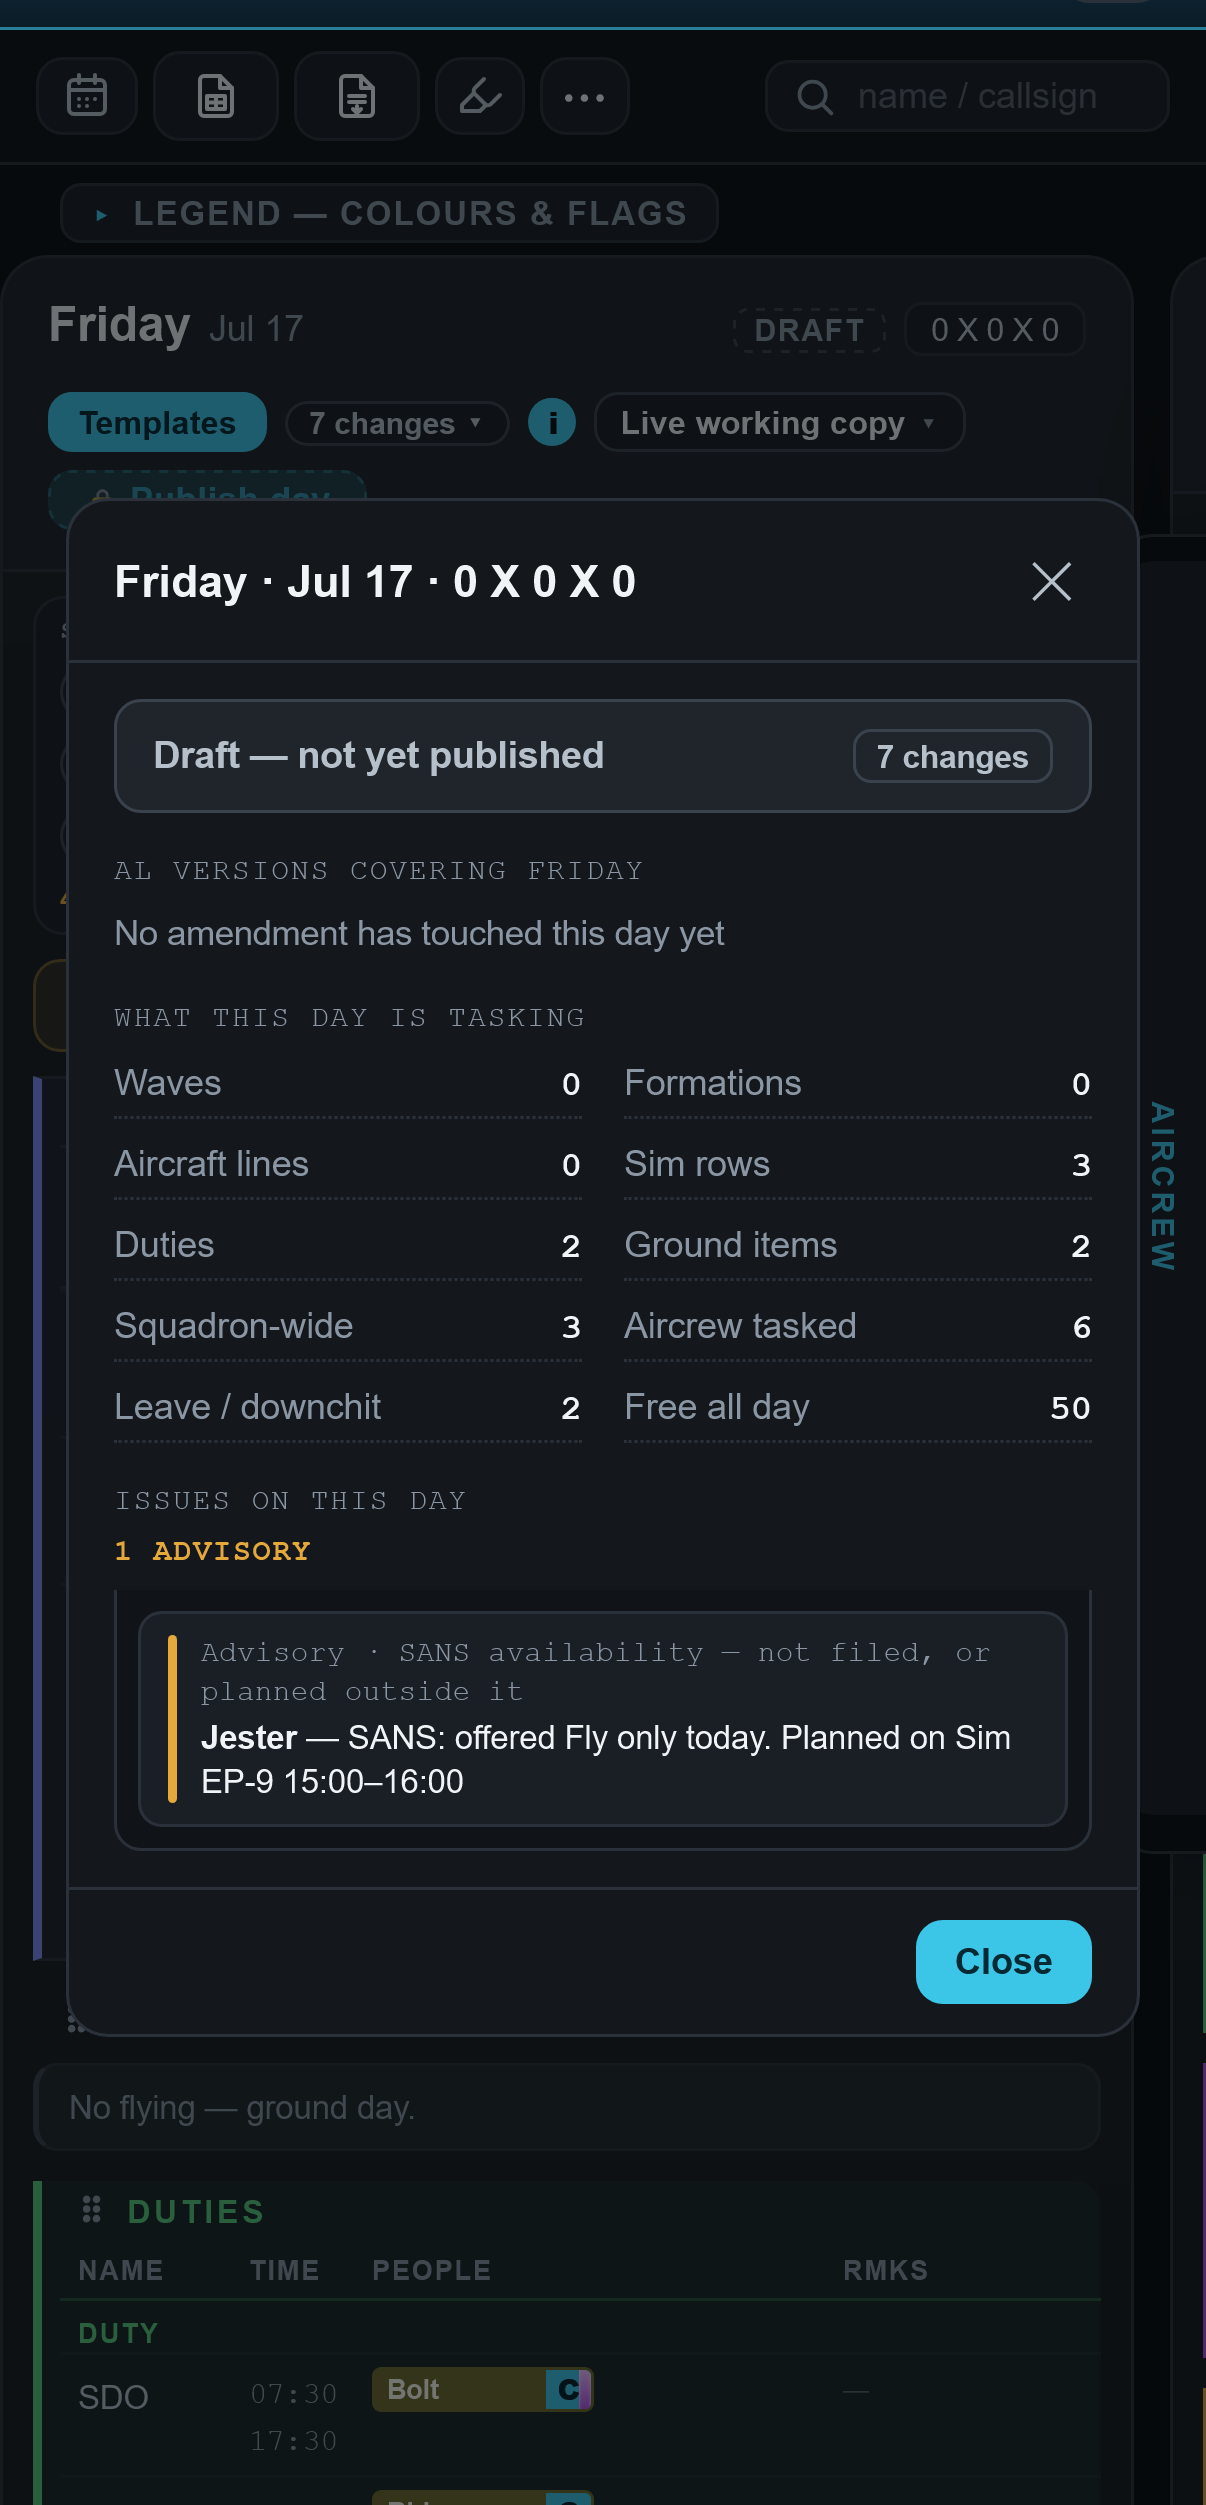 name / callsign
LEGEND — COLOURS & FLAGS
Friday Jul 17
DRAFT
0 X 0 X 0
Templates
7 changes
i
Live working copy
Publish day
Friday · Jul 17 · 0 X 0 X 0
Draft — not yet published
7 changes
AL VERSIONS COVERING FRIDAY
No amendment has touched this day yet
WHAT THIS DAY IS TASKING
Waves 0
Formations 0
Aircraft lines 0
Sim rows 3
Duties 2
Ground items 2
Squadron-wide 3
Aircrew tasked 6
Leave / downchit 2
Free all day 50
ISSUES ON THIS DAY
1 ADVISORY
Advisory · SANS availability — not filed, or
planned outside it
Jester — SANS: offered Fly only today. Planned on Sim
EP-9 15:00–16:00
Close
AIRCREW
No flying — ground day.
DUTIES
NAME TIME PEOPLE RMKS
DUTY
SDO 07:30 Bolt C —
17:30